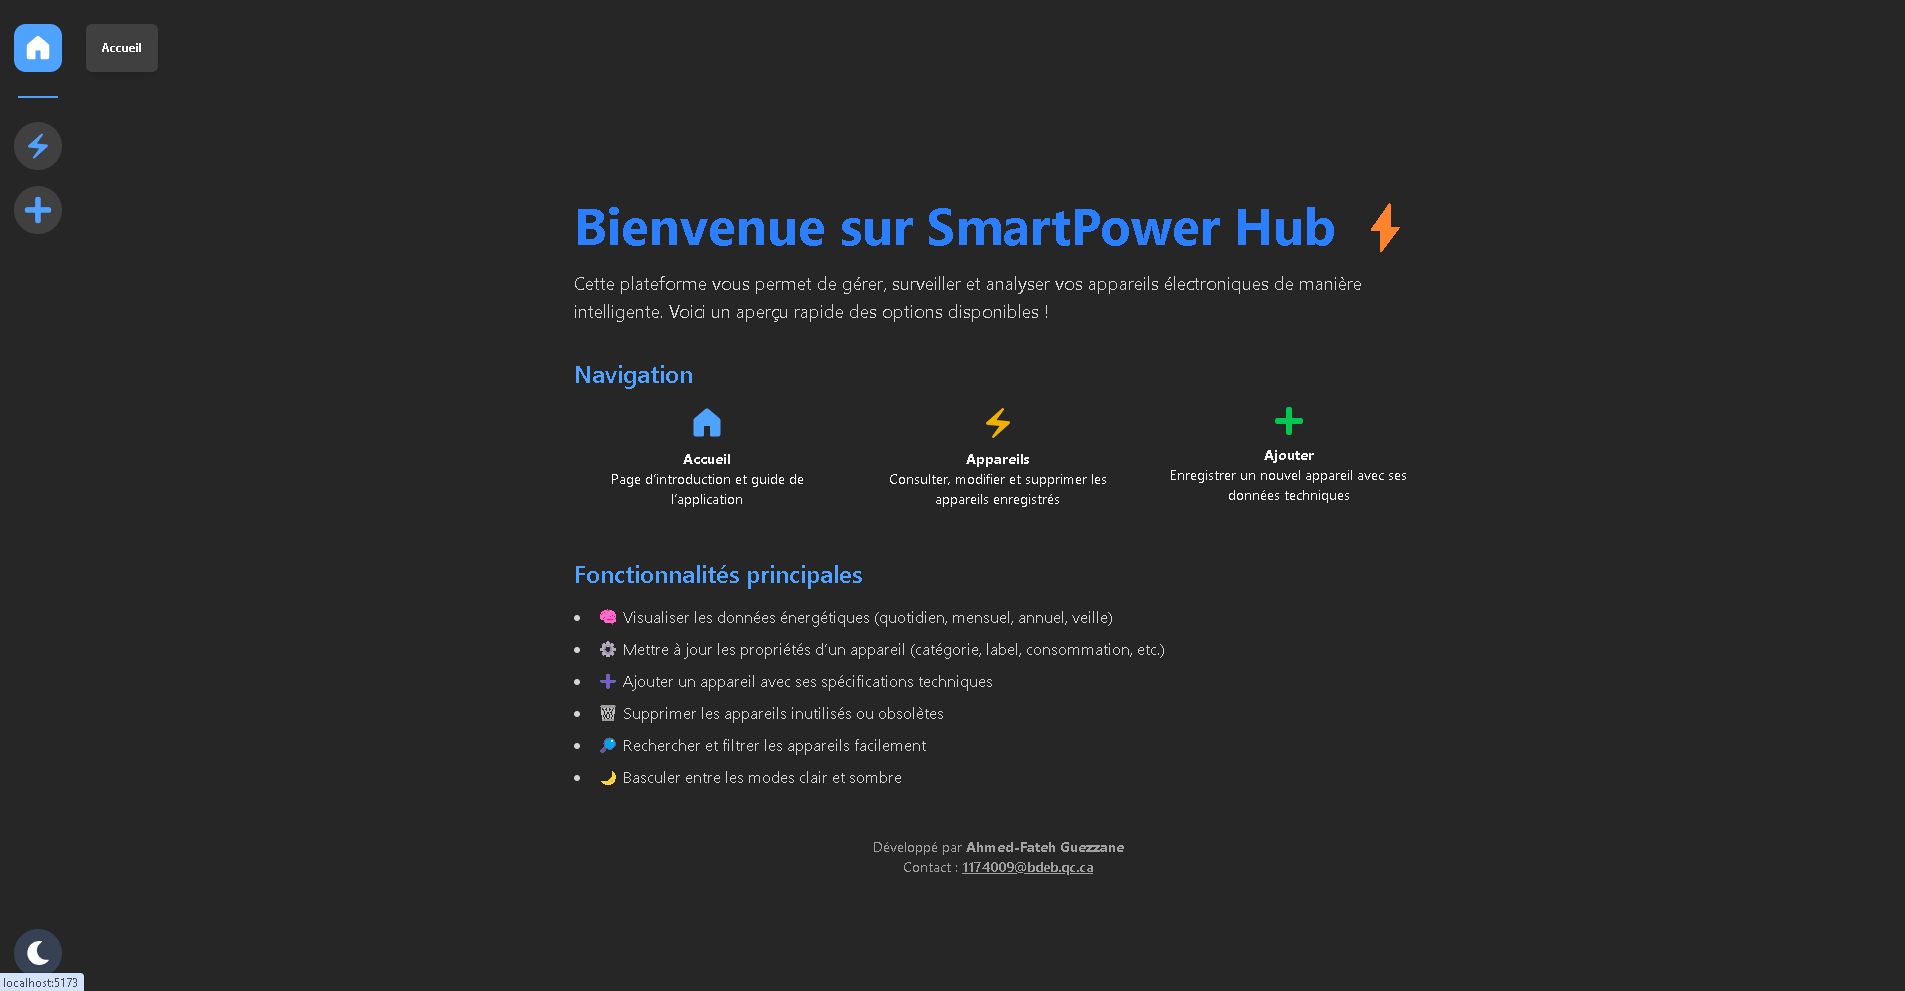 Accueil
Bienvenue sur SmartPower Hub
Cette plateforme vous permet de gérer, surveiller et analyser vos appareils électroniques de manière
intelligente. Voici un aperçu rapide des options disponibles !
Navigation
Accueil
Page d’introduction et guide de
l’application
Appareils
Consulter, modifier et supprimer les
appareils enregistrés
Ajouter
Enregistrer un nouvel appareil avec ses
données techniques
Fonctionnalités principales
• 🧠 Visualiser les données énergétiques (quotidien, mensuel, annuel, veille)
• ⚙️ Mettre à jour les propriétés d’un appareil (catégorie, label, consommation, etc.)
• ➕ Ajouter un appareil avec ses spécifications techniques
• 🗑️ Supprimer les appareils inutilisés ou obsolètes
• 🔎 Rechercher et filtrer les appareils facilement
• 🌙 Basculer entre les modes clair et sombre
Développé par Ahmed-Fateh Guezzane
Contact : 1174009@bdeb.qc.ca
localhost:5173